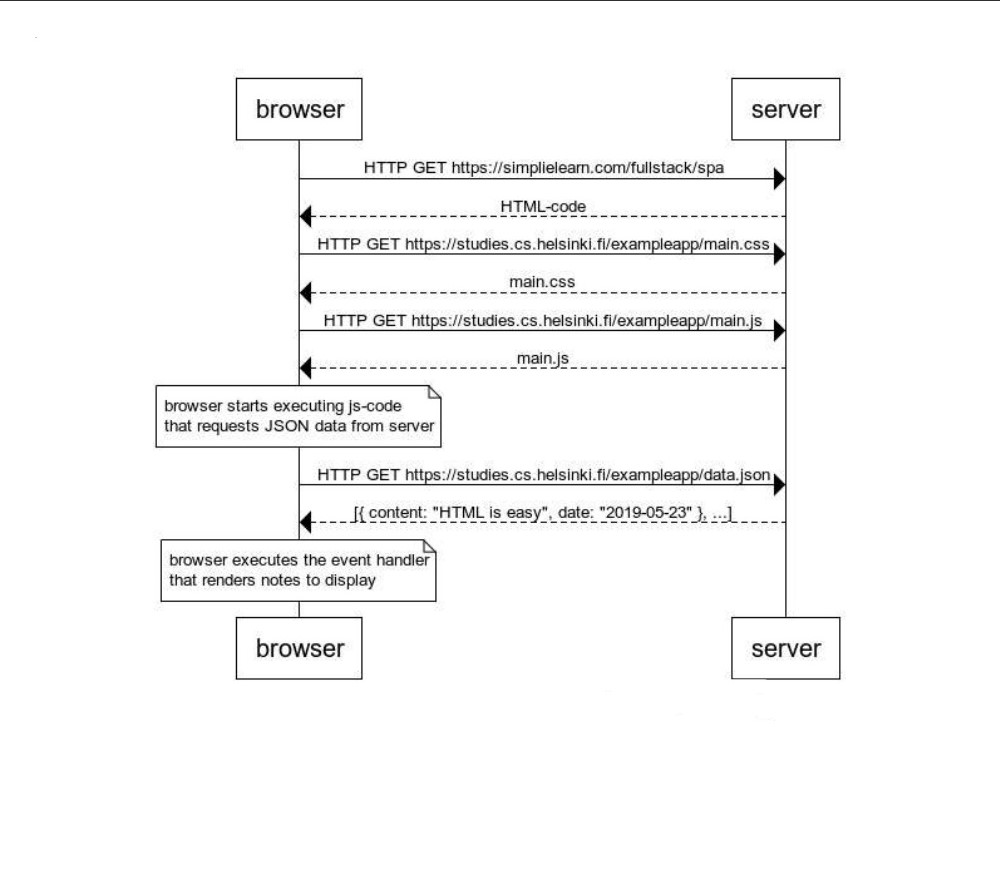 browser
server
HTTP GET https://simplielearn.com/fullstack/spa
HTML-code
HTTP GET https://studies.cs.helsinki.fi/exampleapp/main.css
main.css
HTTP GET https://studies.cs.helsinki.fi/exampleapp/main.js
main.js
browser starts executing js-code
that requests JSON data from server
HTTP GET https://studies.cs.helsinki.fi/exampleapp/data.json
[{ content: "HTML is easy", date: "2019-05-23" }, ...]
browser executes the event handler
that renders notes to display
browser
server